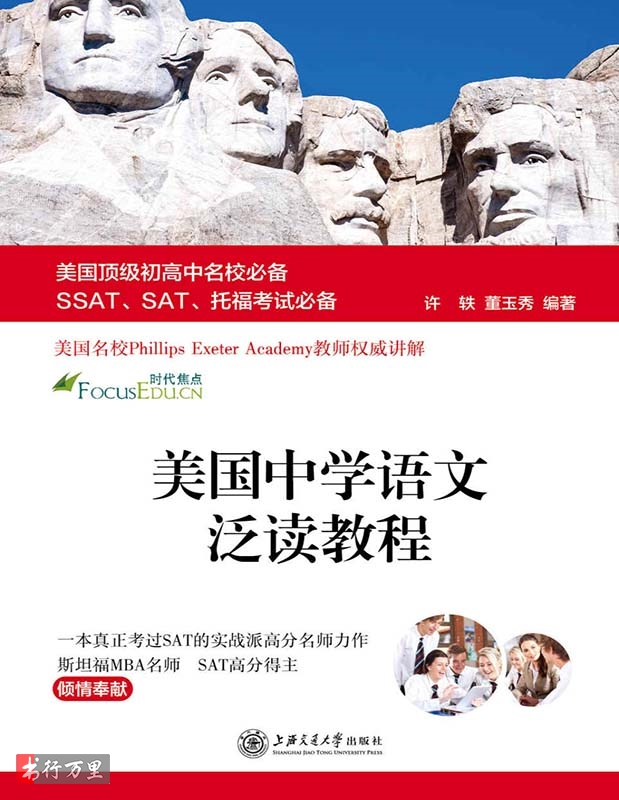 美国顶级初高中名校必备
SSAT、SAT、托福考试必备
许 轶 董玉秀 编著
美国名校Phillips Exeter Academy教师权威讲解
时代焦点
FOCUSEDU.CN
美国中学语文
泛读教程
一本真正考过SAT的实战派高分名师力作
斯坦福MBA名师 SAT高分得主
倾情奉献
上海交通大学出版社
SHANGHAI JIAO TONG UNIVERSITY PRESS
书行万里